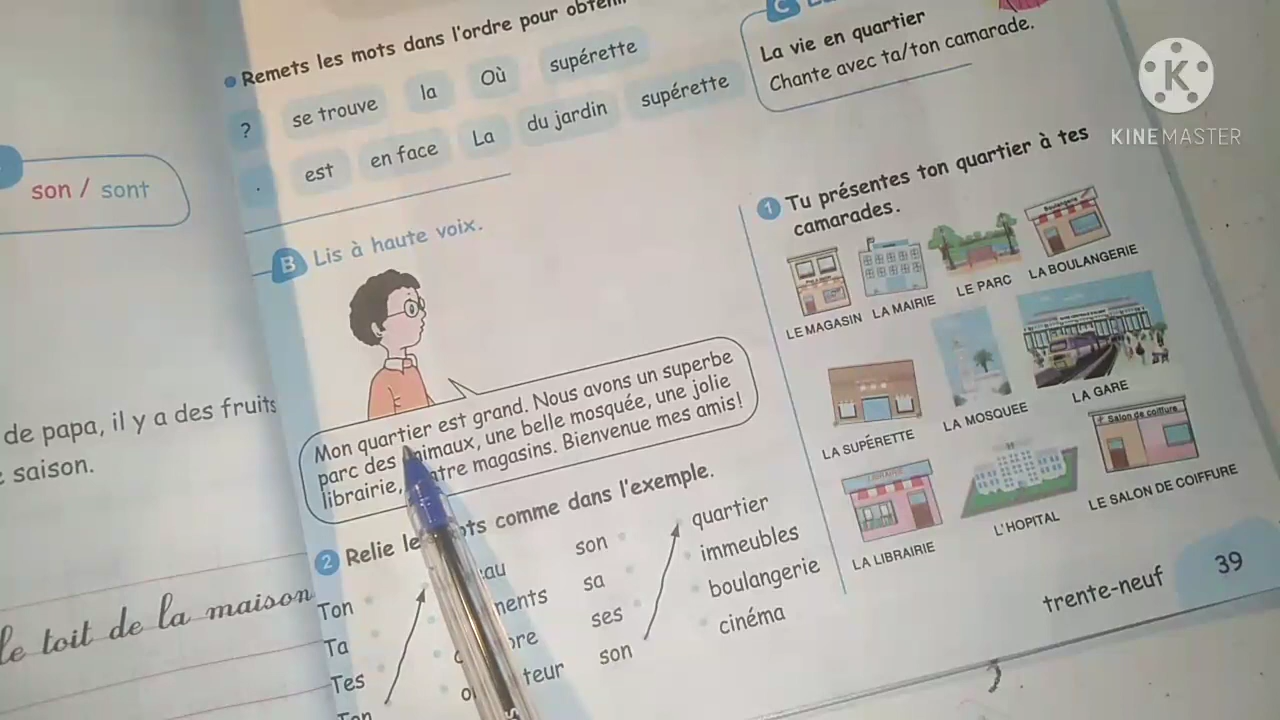 son / sont
de papa, il y a des fruits
saison.
le toit de la maison
Remets les mots dans l'ordre pour
se trouve la Où supérette
?
est en face La du jardin supérette
.
C
La vie en quartier
Chante avec ta/ton camarade.
B Lis à haute voix.
Mon quartier est grand. Nous avons un superbe
parc des animaux, une belle mosquée, une jolie
librairie, magasins. Bienvenue mes amis!
2 Relie comme dans l'exemple.
Ton son quartier
Ta sa immeubles
Tes ses boulangerie
Ton son cinéma
1 Tu présentes ton quartier à tes
camarades.
Boulangerie
LE MAGASIN LA MAIRIE LE PARC LA BOULANGERIE
LA SUPÉRETTE LA MOSQUEE LA GARE
LIBRAIRIE
Salon de coiffure
LA LIBRAIRIE L'HOPITAL LE SALON DE COIFFURE
trente-neuf 39
K
KINEMASTER